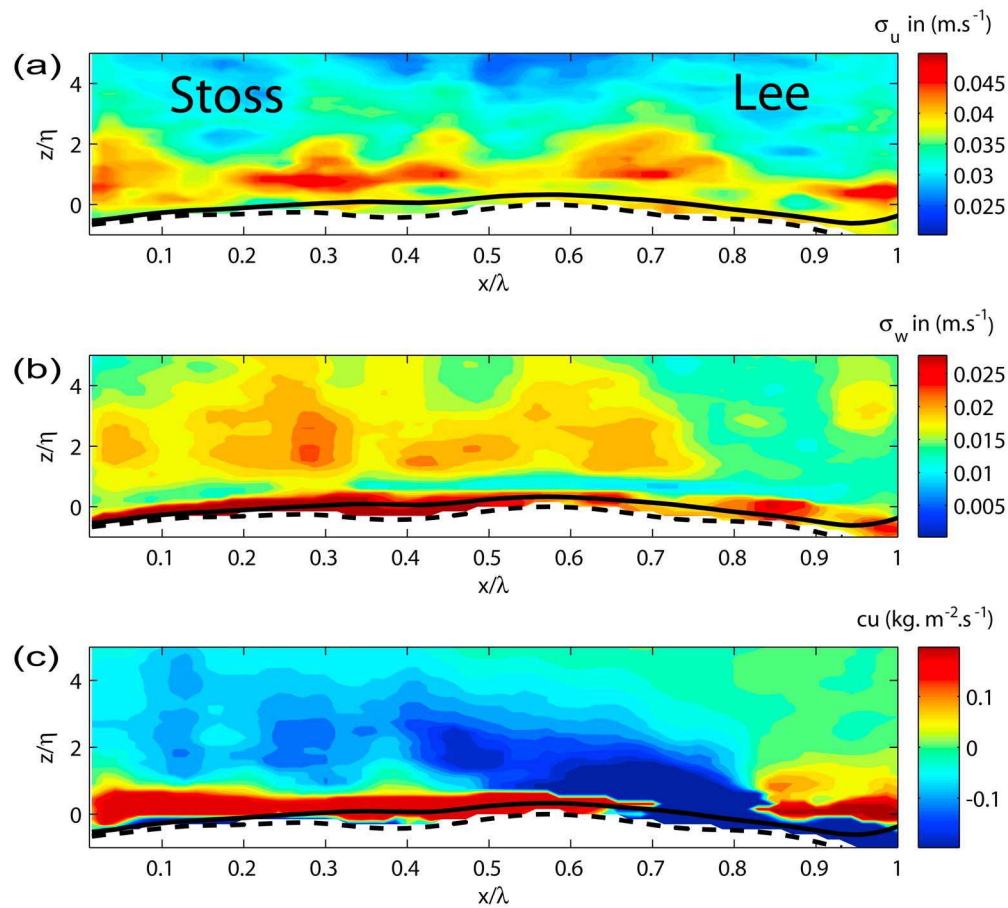 σu in (m.s-1)
(a)
Stoss Lee
z/η
4
2
0
0.1 0.2 0.3 0.4 0.5 0.6 0.7 0.8 0.9 1
x/λ
0.045
0.04
0.035
0.03
0.025
σw in (m.s-1)
(b)
z/η
4
2
0
0.1 0.2 0.3 0.4 0.5 0.6 0.7 0.8 0.9 1
x/λ
0.025
0.02
0.015
0.01
0.005
cu (kg. m-2.s-1)
(c)
z/η
4
2
0
0.1 0.2 0.3 0.4 0.5 0.6 0.7 0.8 0.9 1
x/λ
0.1
0
-0.1